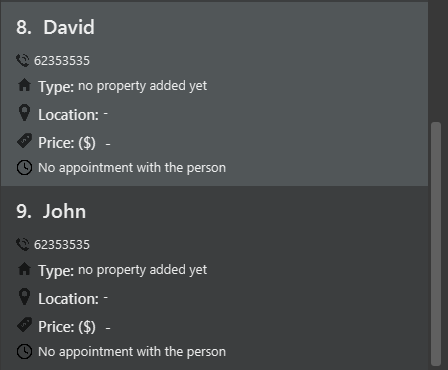 8. David
62353535
Type: no property added yet
Location: -
Price: ($) -
No appointment with the person
9. John
62353535
Type: no property added yet
Location: -
Price: ($) -
No appointment with the person